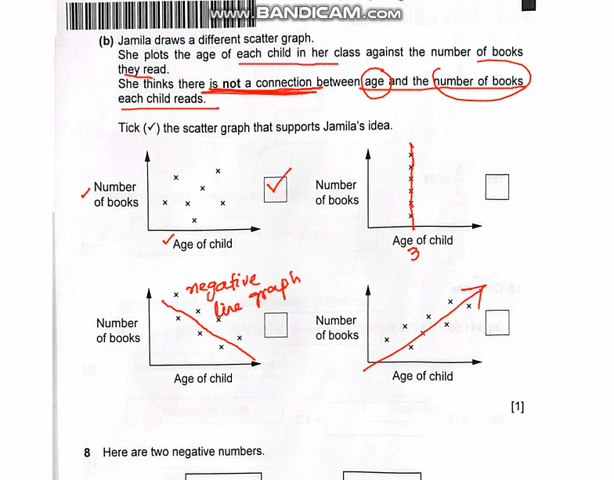 www.BANDICAM.com
(b) Jamila draws a different scatter graph.
She plots the age of each child in her class against the number of books
they read.
She thinks there is not a connection between age and the number of books
each child reads.
Tick (✓) the scatter graph that supports Jamila's idea.
Number
of books
Age of child
Number
of books
Age of child
3
negative
line graph
Number
of books
Age of child
Number
of books
Age of child
[1]
8 Here are two negative numbers.